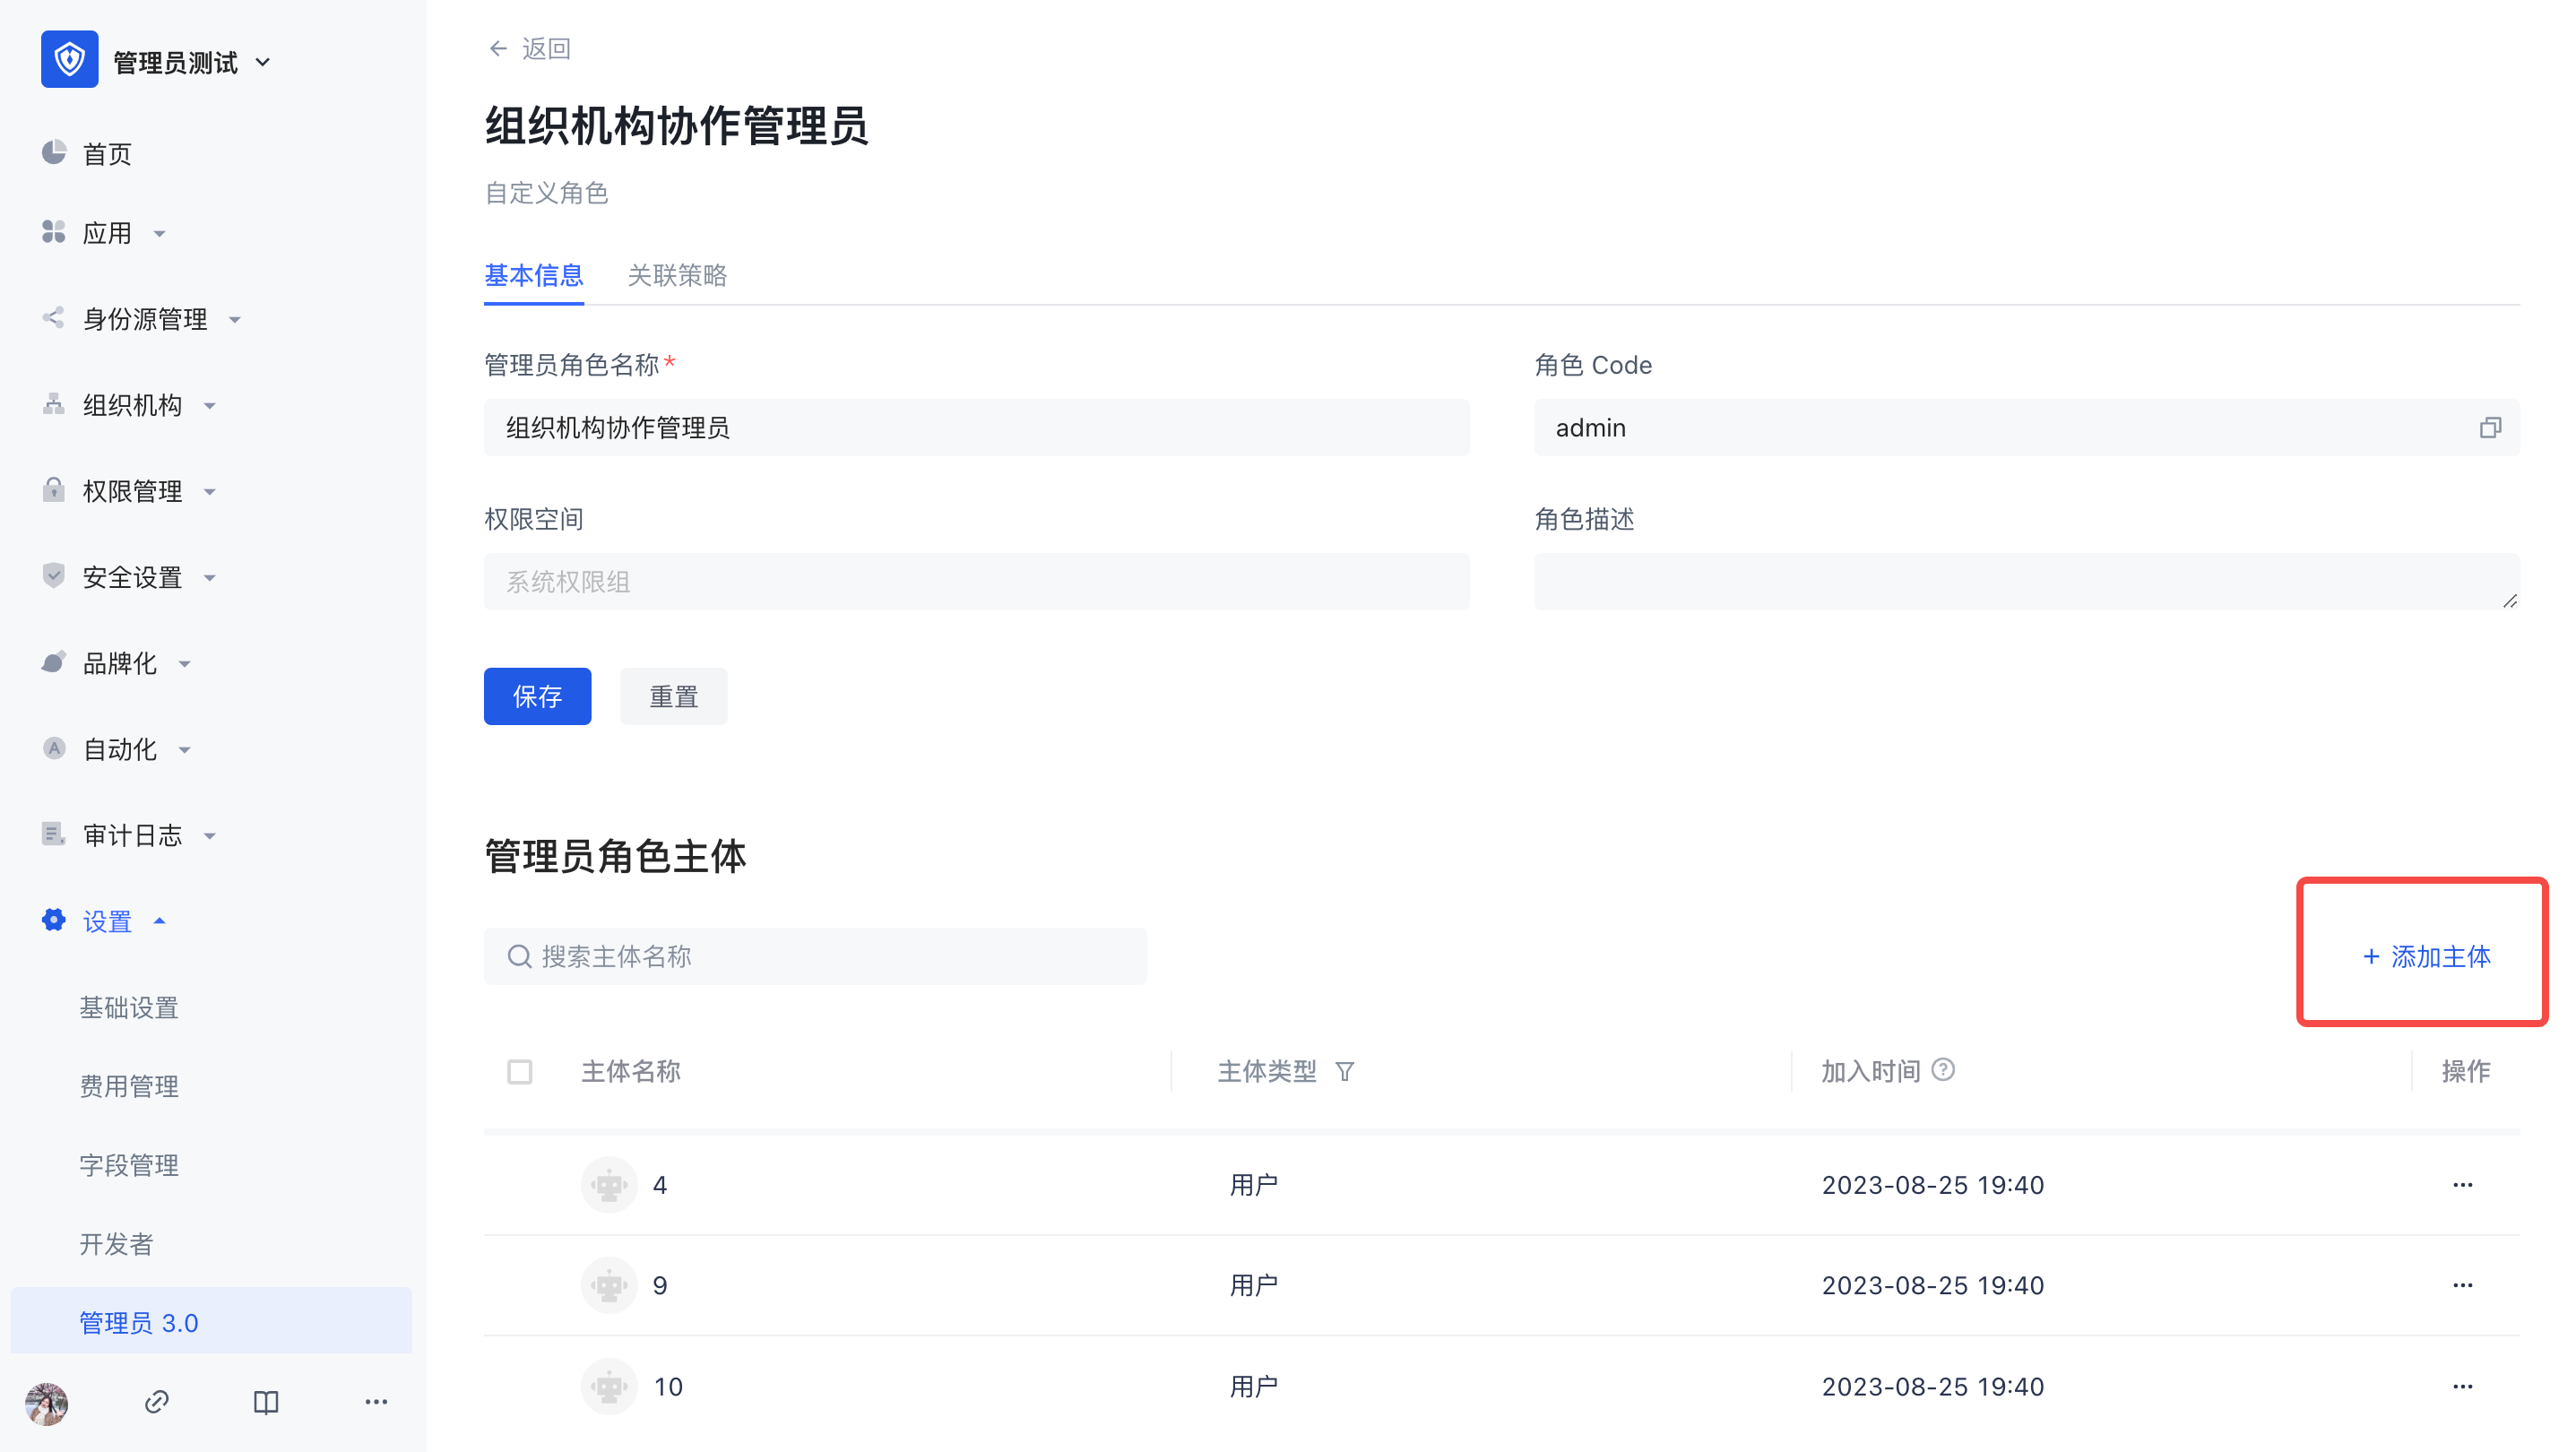 管理员测试
首页
应用
身份源管理
组织机构
权限管理
安全设置
品牌化
自动化
审计日志
设置
基础设置
费用管理
字段管理
开发者
管理员 3.0
返回
组织机构协作管理员
自定义角色
基本信息 关联策略
管理员角色名称*
组织机构协作管理员
角色 Code
admin
权限空间
系统权限组
角色描述
保存 重置
管理员角色主体
搜索主体名称
+ 添加主体
主体名称 主体类型 加入时间 操作
4 用户 2023-08-25 19:40 ···
9 用户 2023-08-25 19:40 ···
10 用户 2023-08-25 19:40 ···